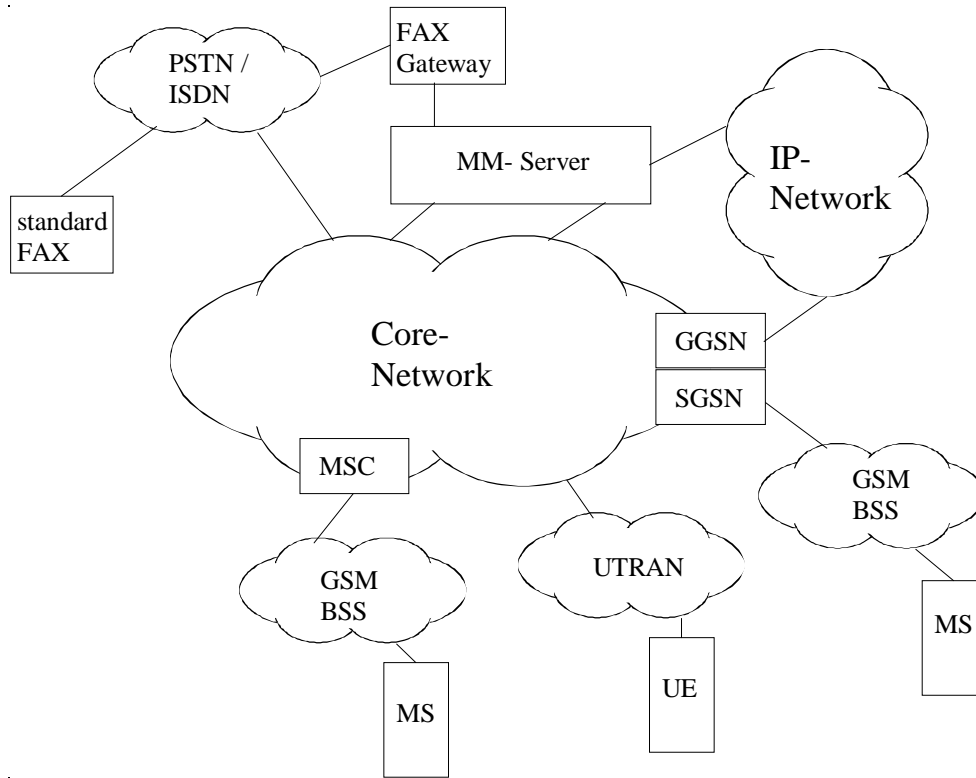 PSTN /
ISDN
FAX
Gateway
MM- Server
IP-
Network
standard
FAX
Core-
Network
GGSN
SGSN
MSC
GSM
BSS
GSM
BSS
UTRAN
MS
UE
MS